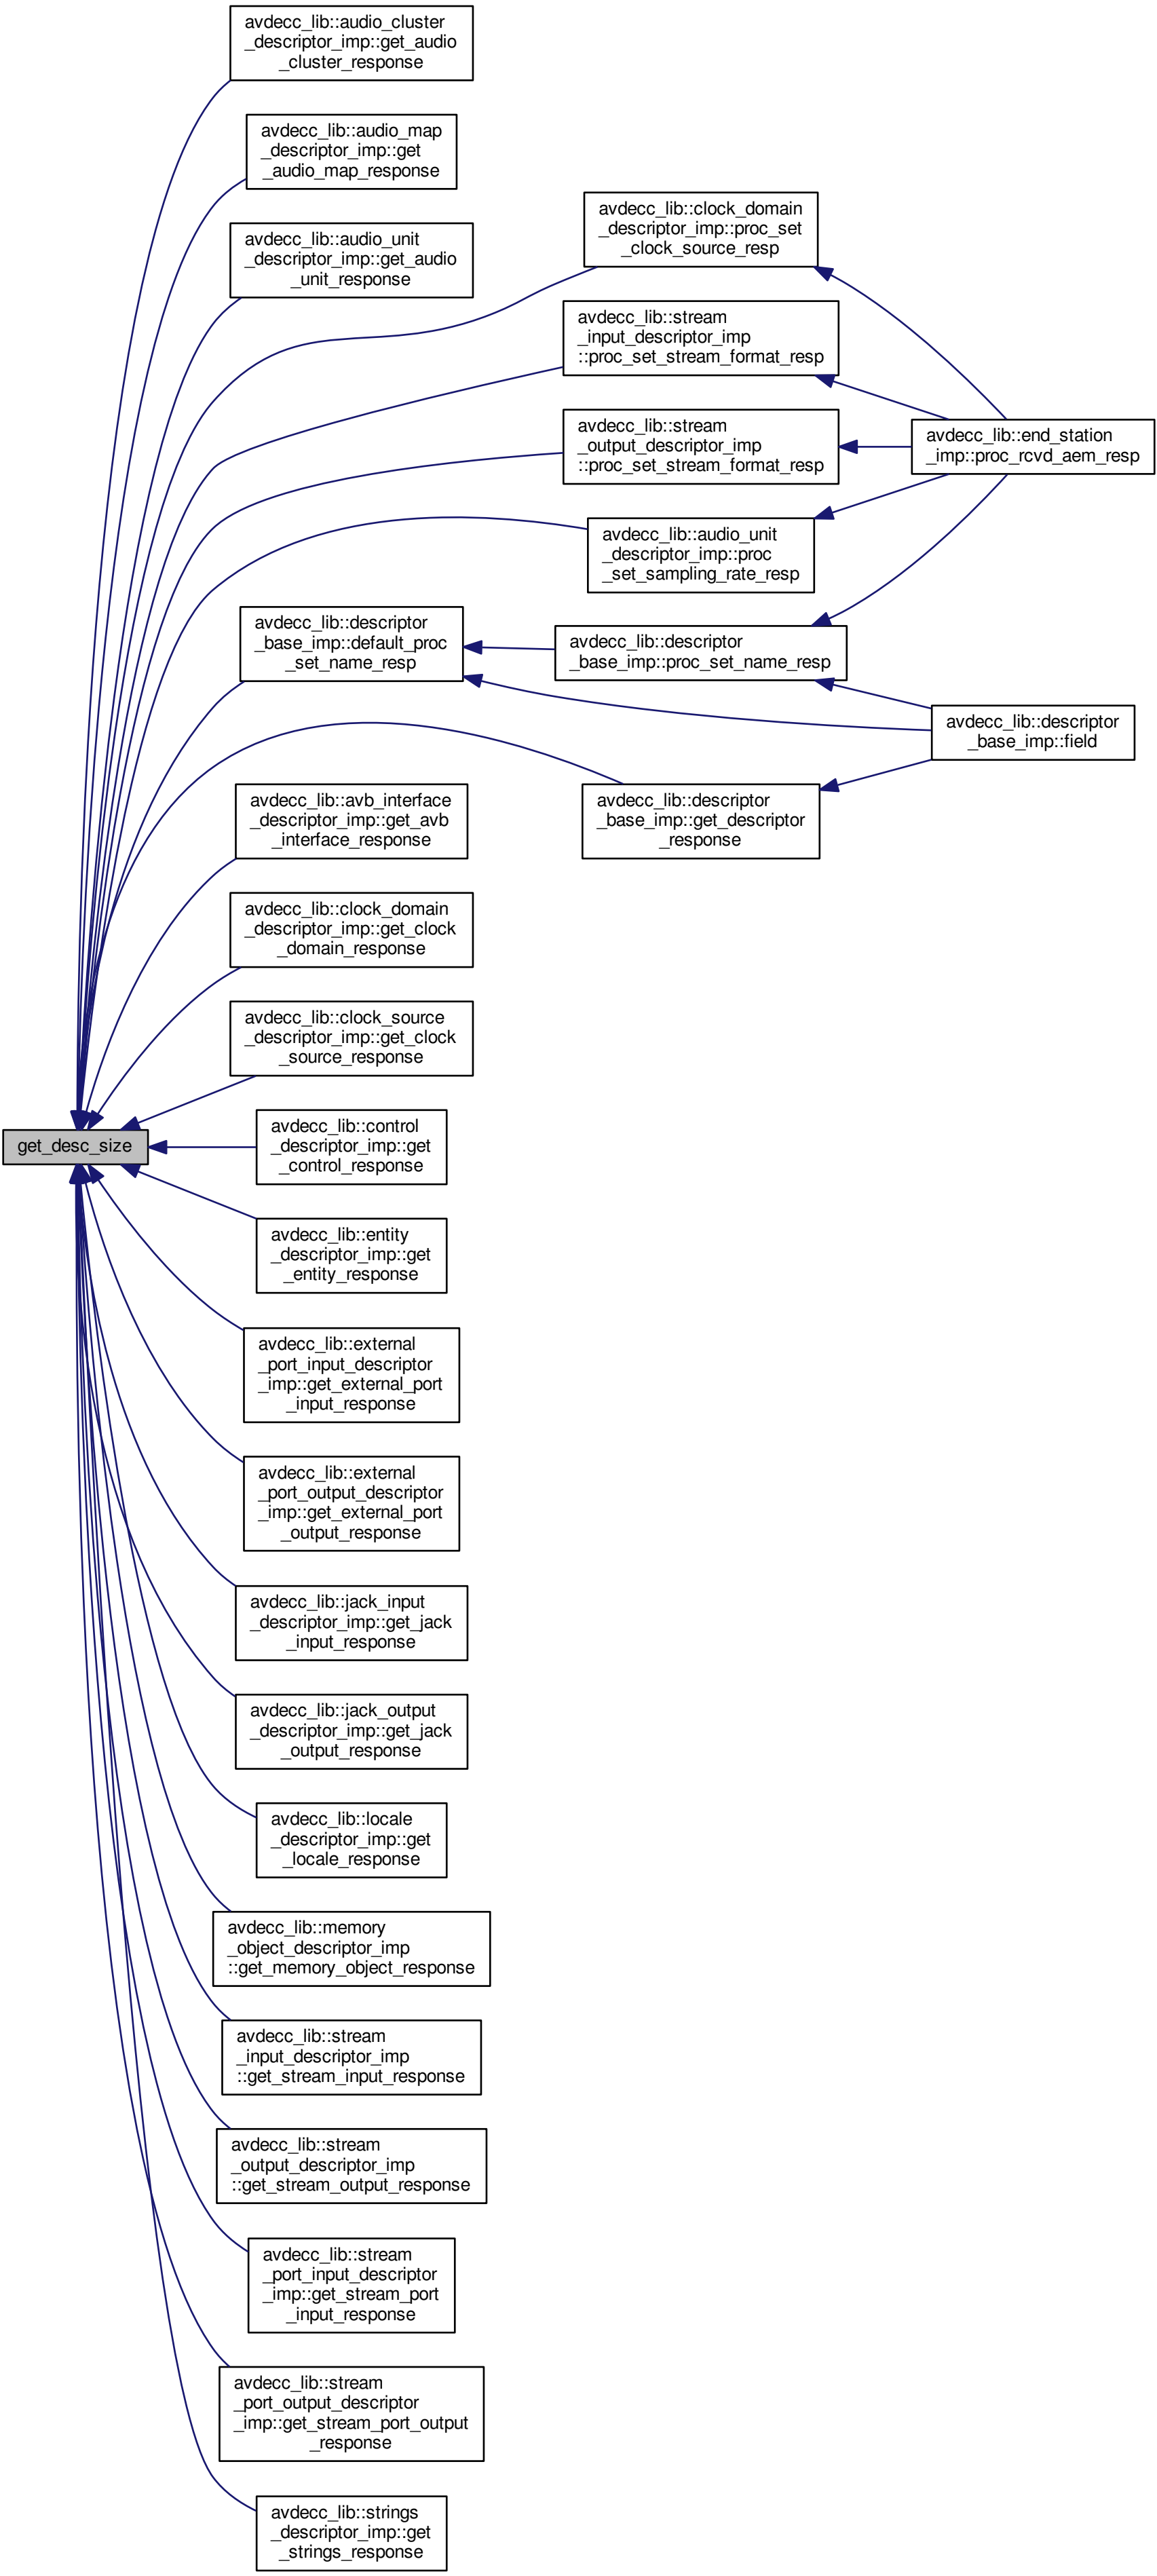 avdecc_lib::audio_cluster
_descriptor_imp::get_audio
_cluster_response
avdecc_lib::audio_map
_descriptor_imp::get
_audio_map_response
avdecc_lib::audio_unit
_descriptor_imp::get_audio
_unit_response
avdecc_lib::clock_domain
_descriptor_imp::proc_set
_clock_source_resp
avdecc_lib::stream
_input_descriptor_imp
::proc_set_stream_format_resp
avdecc_lib::stream
_output_descriptor_imp
::proc_set_stream_format_resp
avdecc_lib::end_station
_imp::proc_rcvd_aem_resp
avdecc_lib::audio_unit
_descriptor_imp::proc
_set_sampling_rate_resp
avdecc_lib::descriptor
_base_imp::default_proc
_set_name_resp
avdecc_lib::descriptor
_base_imp::proc_set_name_resp
avdecc_lib::descriptor
_base_imp::field
avdecc_lib::descriptor
_base_imp::get_descriptor
_response
avdecc_lib::avb_interface
_descriptor_imp::get_avb
_interface_response
avdecc_lib::clock_domain
_descriptor_imp::get_clock
_domain_response
avdecc_lib::clock_source
_descriptor_imp::get_clock
_source_response
get_desc_size
avdecc_lib::control
_descriptor_imp::get
_control_response
avdecc_lib::entity
_descriptor_imp::get
_entity_response
avdecc_lib::external
_port_input_descriptor
_imp::get_external_port
_input_response
avdecc_lib::external
_port_output_descriptor
_imp::get_external_port
_output_response
avdecc_lib::jack_input
_descriptor_imp::get_jack
_input_response
avdecc_lib::jack_output
_descriptor_imp::get_jack
_output_response
avdecc_lib::locale
_descriptor_imp::get
_locale_response
avdecc_lib::memory
_object_descriptor_imp
::get_memory_object_response
avdecc_lib::stream
_input_descriptor_imp
::get_stream_input_response
avdecc_lib::stream
_output_descriptor_imp
::get_stream_output_response
avdecc_lib::stream
_port_input_descriptor
_imp::get_stream_port
_input_response
avdecc_lib::stream
_port_output_descriptor
_imp::get_stream_port_output
_response
avdecc_lib::strings
_descriptor_imp::get
_strings_response